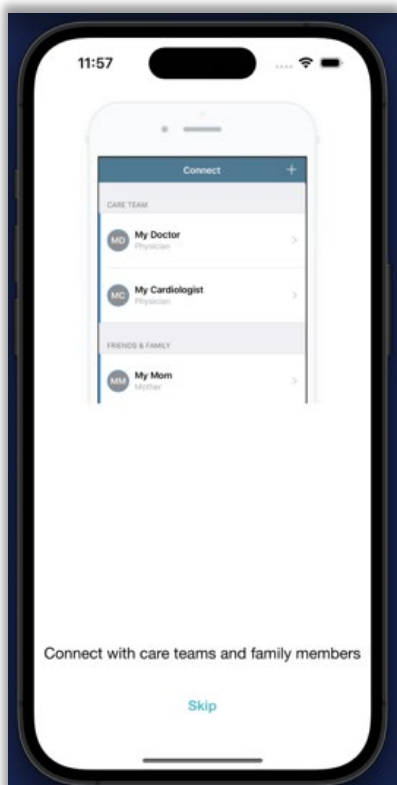 11:57
Connect
CARE TEAM
MD My Doctor
Physician
MC My Cardiologist
Physician
FRIENDS & FAMILY
MM My Mom
Mother
Connect with care teams and family members
Skip